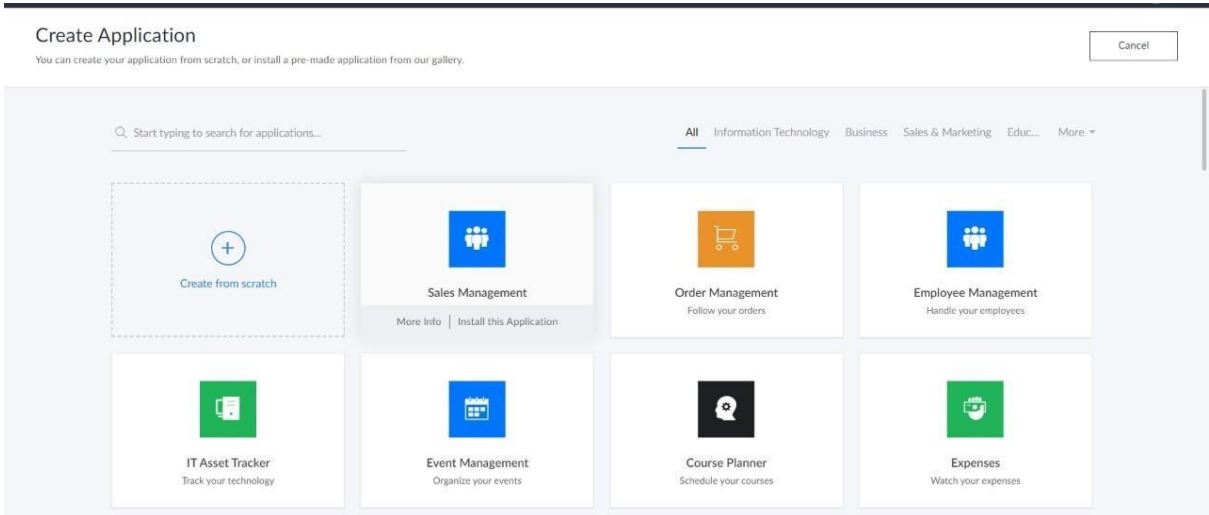 Create Application
Cancel
You can create your application from scratch, or install a pre-made application from our gallery.
Start typing to search for applications...
All Information Technology Business Sales & Marketing Educ... More
Create from scratch
Sales Management
More Info | Install this Application
Order Management
Follow your orders
Employee Management
Handle your employees
IT Asset Tracker
Track your technology
Event Management
Organize your events
Course Planner
Schedule your courses
Expenses
Watch your expenses